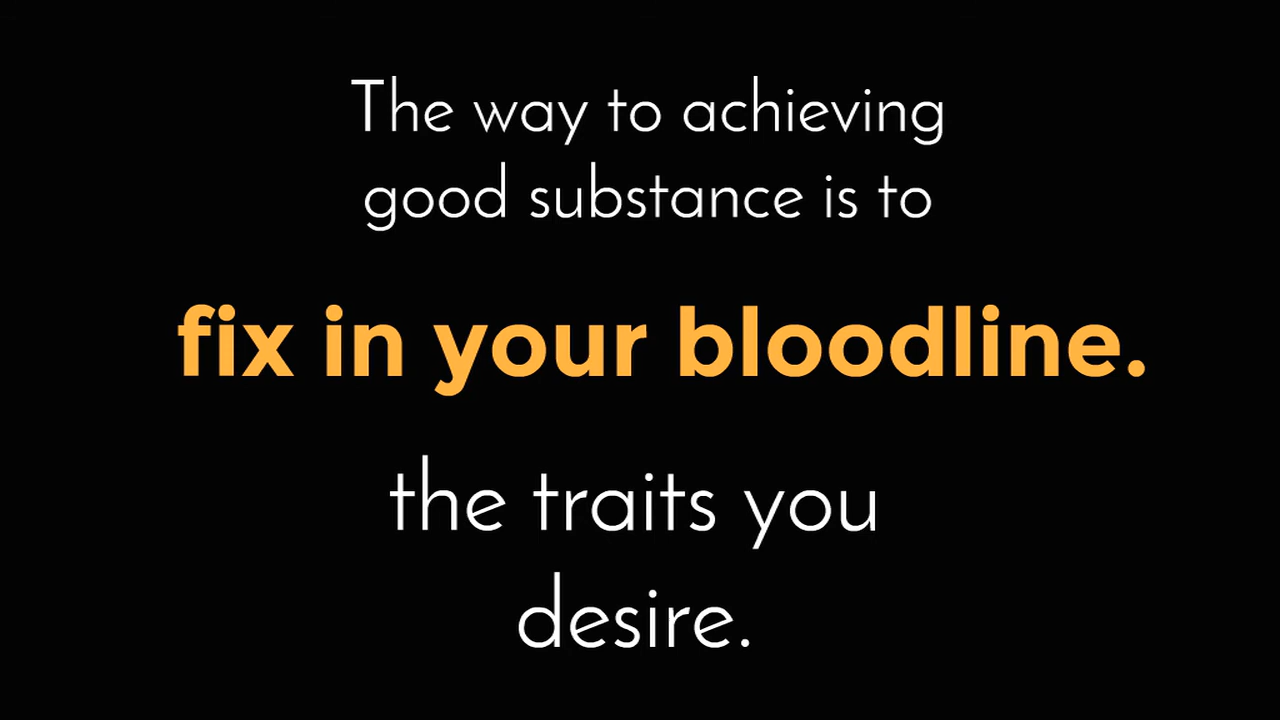 The way to achieving
good substance is to
fix in your bloodline.
the traits you
desire.